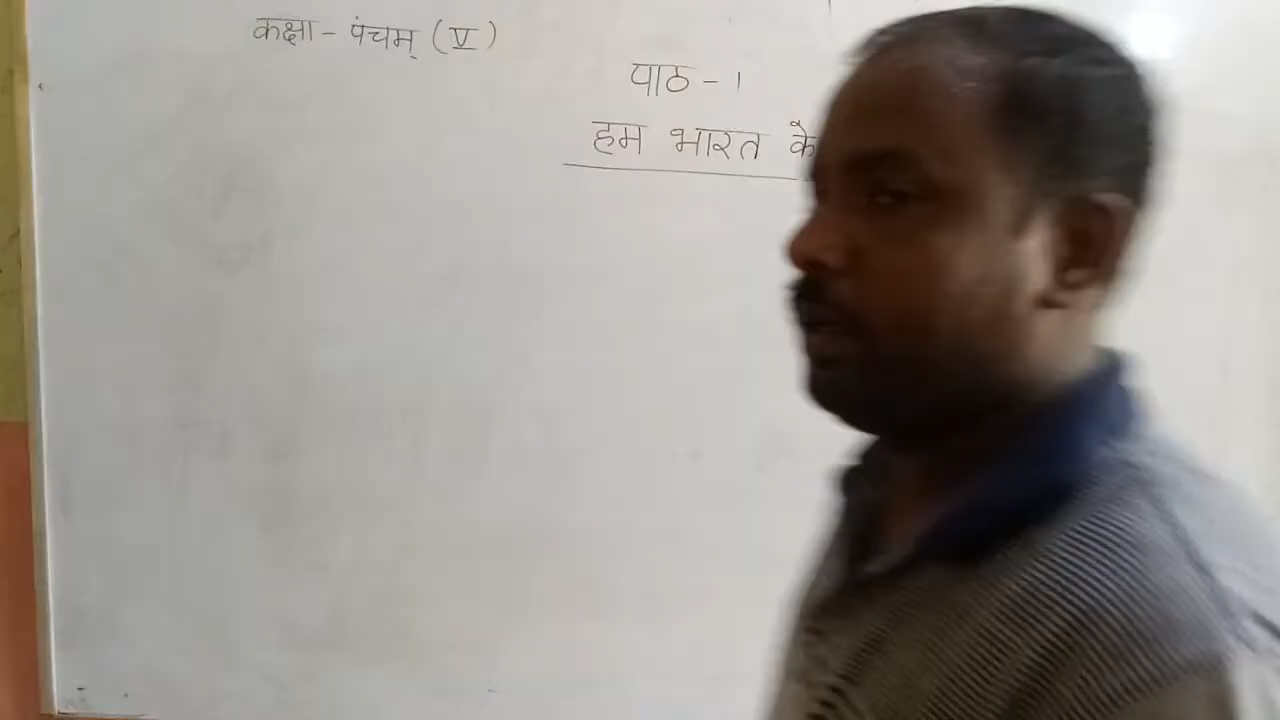 कक्षा - पंचम् (V)
पाठ - 1
हम भारत के